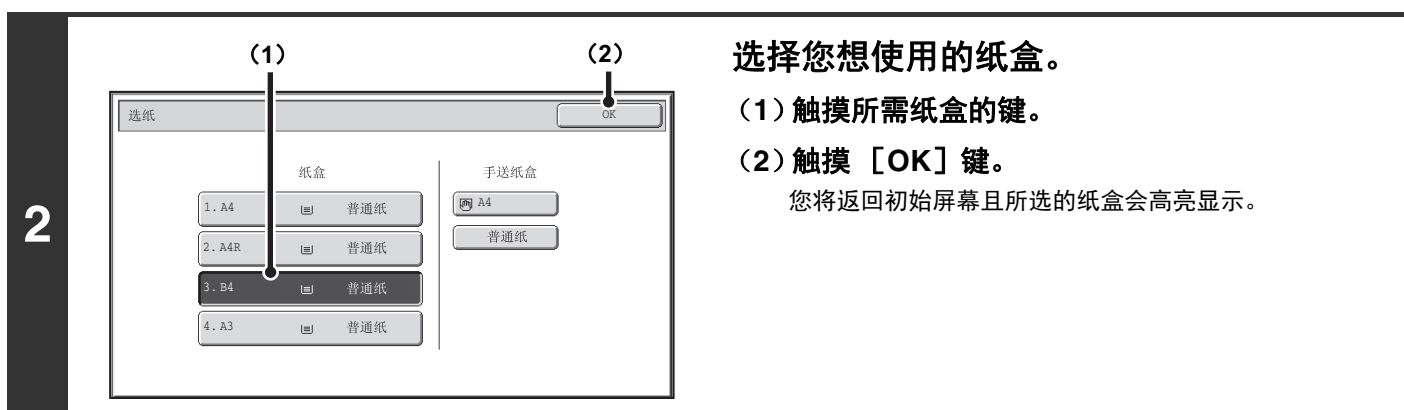 2
(1)
(2)
选纸
OK
纸盒
手送纸盒
1. A4 普通纸
A4
2. A4R 普通纸
普通纸
3. B4 普通纸
4. A3 普通纸
选择您想使用的纸盒。
（1）触摸所需纸盒的键。
（2）触摸［OK］键。
您将返回初始屏幕且所选的纸盒会高亮显示。